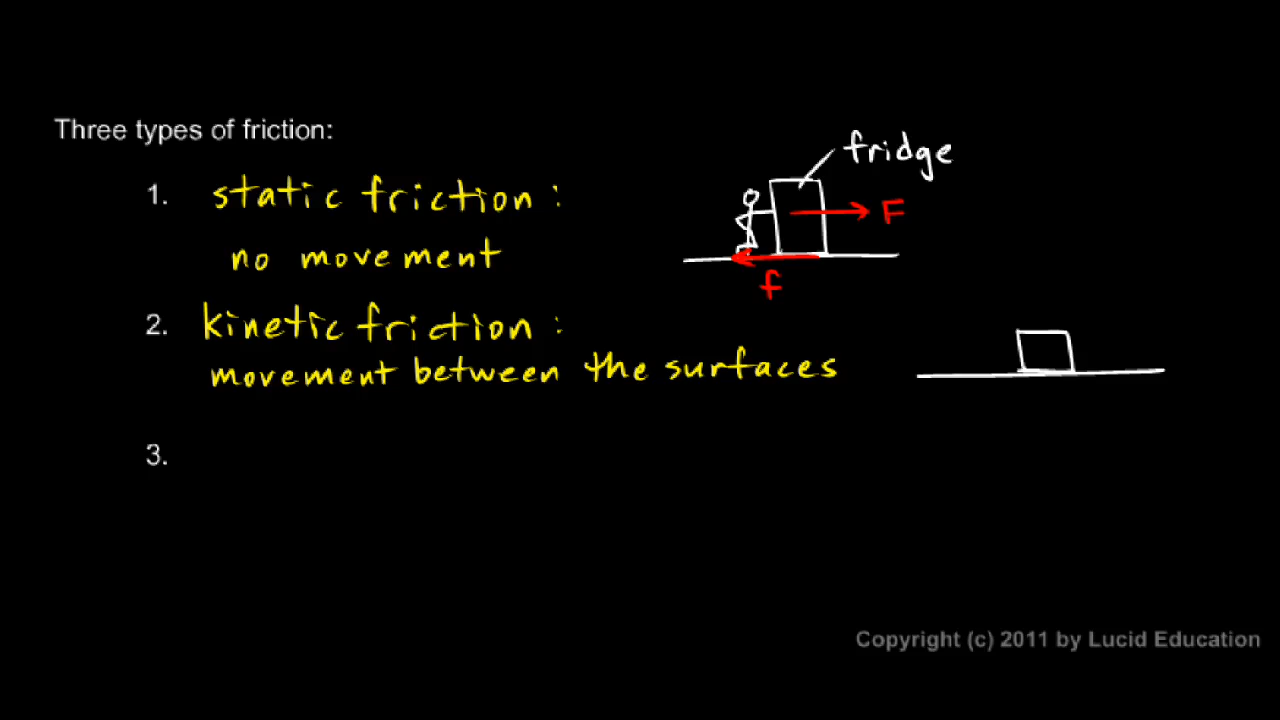 Three types of friction:
fridge
1. static friction :
F
no movement
f
2. kinetic friction :
movement between the surfaces
3.
Copyright (c) 2011 by Lucid Education